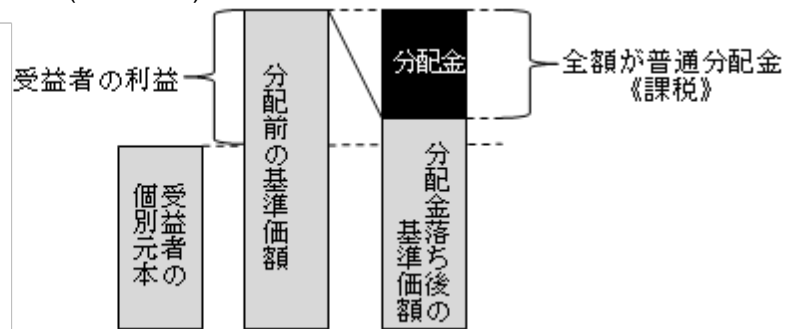 受益者の利益
分配前の基準価額
分配金
全額が普通分配金
《課税》
受益者の
個別元本
分配金落ち後の
基準価額